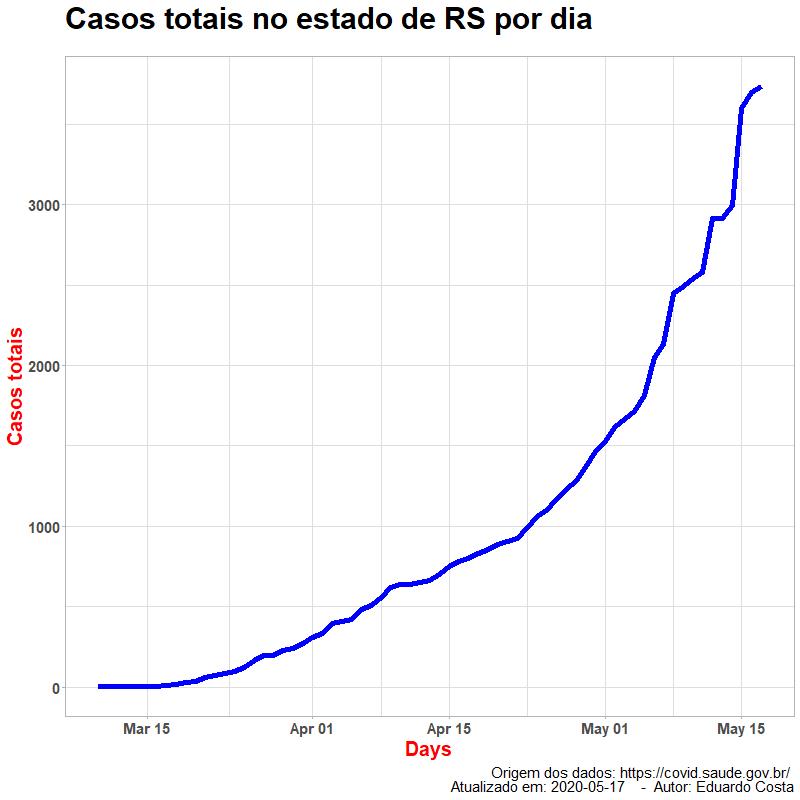 Casos totais no estado de RS por dia
Casos totais
3000
2000
1000
0
Mar 15 Apr 01 Apr 15 May 01 May 15
Days
Origem dos dados: https://covid.saude.gov.br/
Atualizado em: 2020-05-17 - Autor: Eduardo Costa